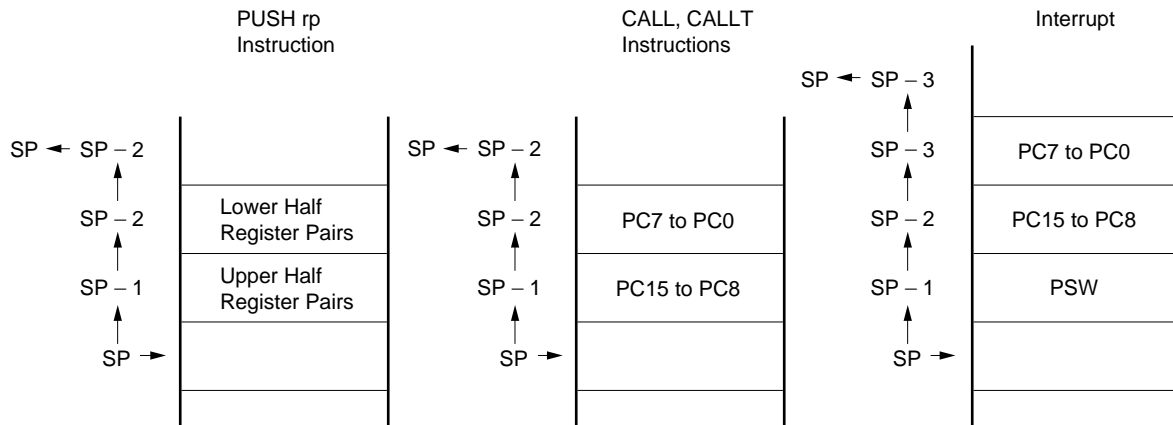 PUSH rp
Instruction
CALL, CALLT
Instructions
Interrupt
SP SP – 2
SP – 2
Lower Half
Register Pairs
SP – 1
Upper Half
Register Pairs
SP
SP SP – 2
SP – 2
PC7 to PC0
SP – 1
PC15 to PC8
SP
SP SP – 3
SP – 3
PC7 to PC0
SP – 2
PC15 to PC8
SP – 1
PSW
SP